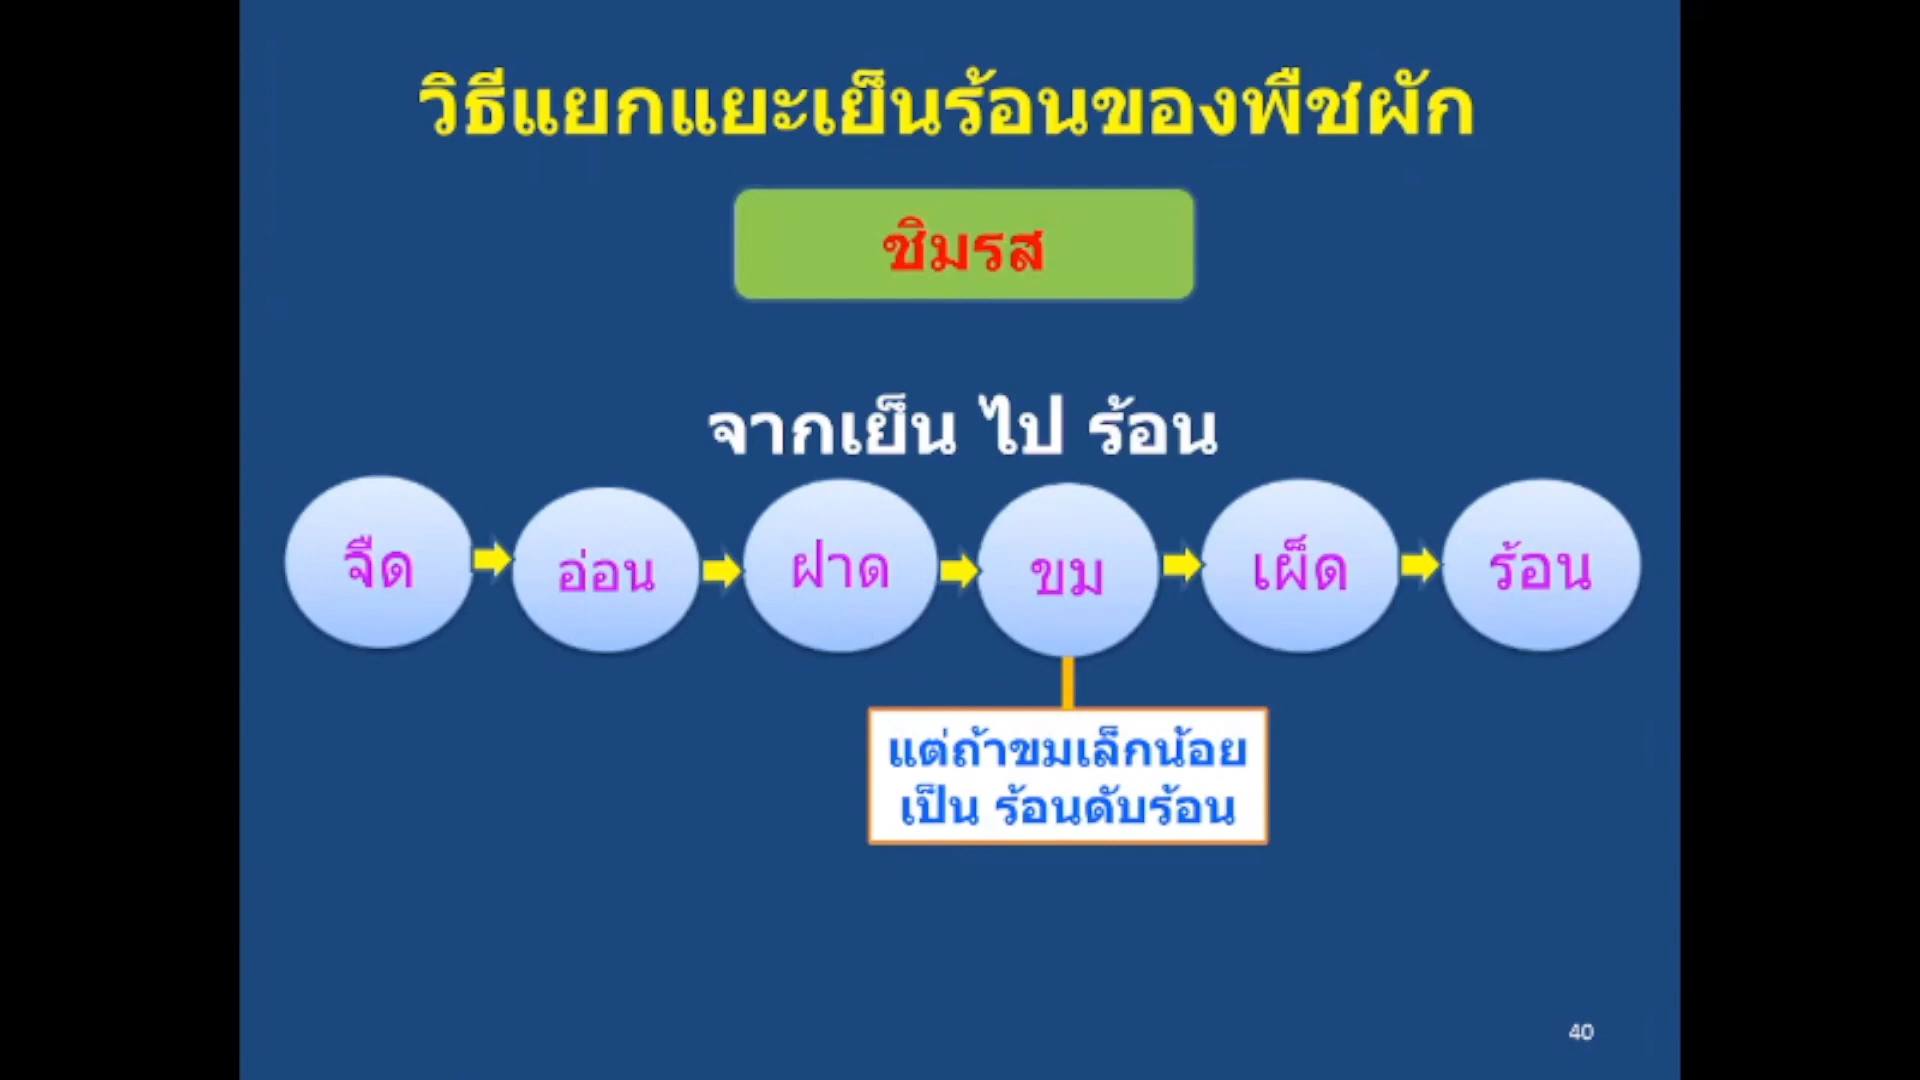 วิธีแยกแยะเย็นร้อนของพืชผัก
ชิมรส
จากเย็น ไป ร้อน
จืด
อ่อน
ฝาด
ขม
เผ็ด
ร้อน
แต่ถ้าขมเล็กน้อย
เป็น ร้อนดับร้อน
40